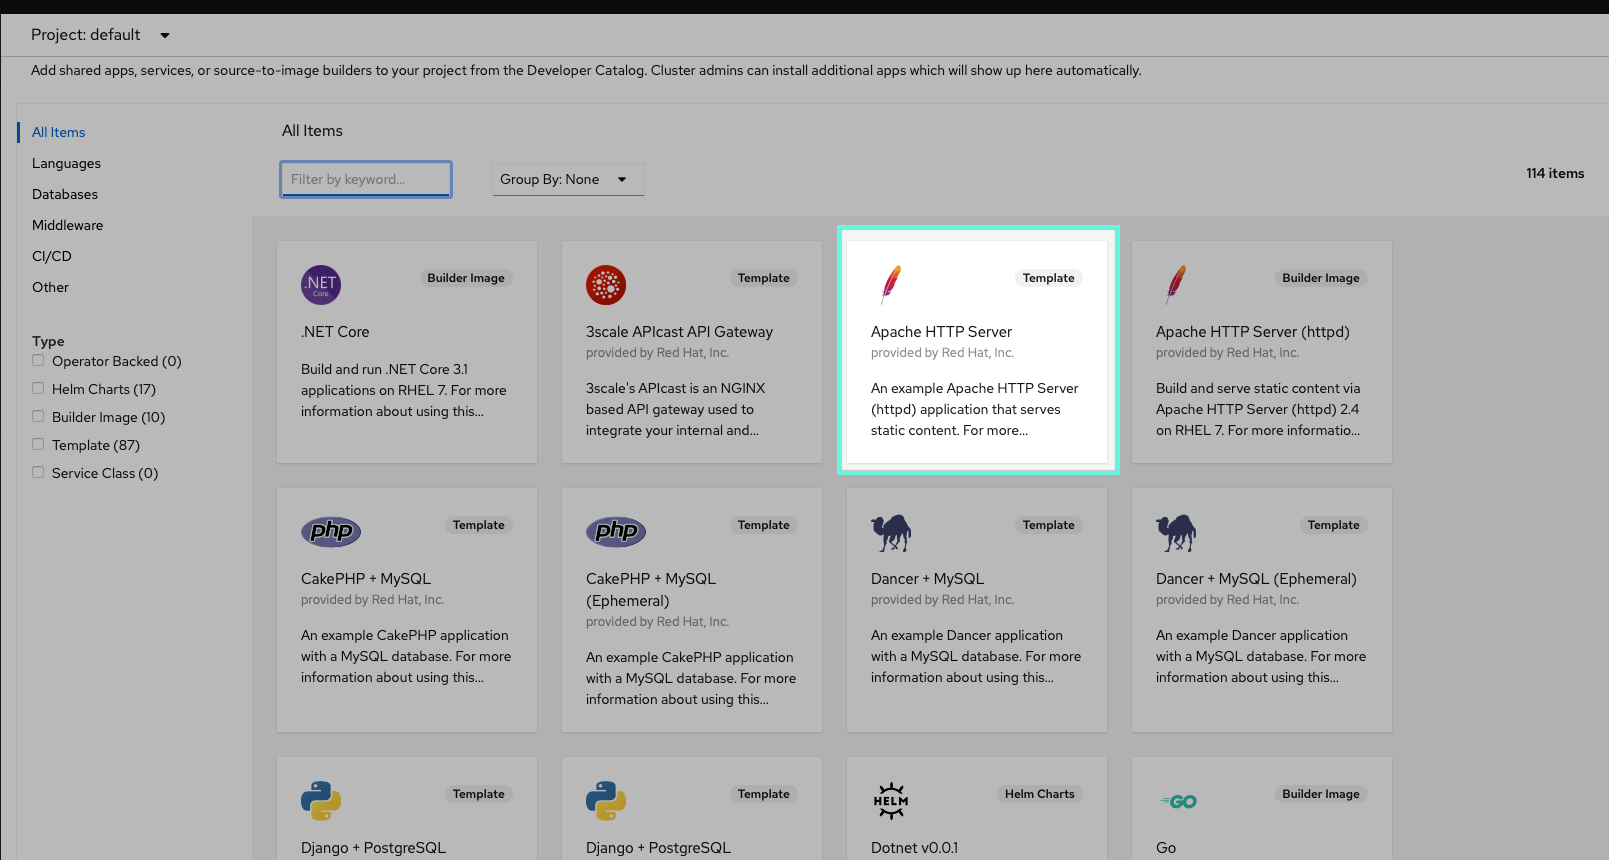 Project: default
Add shared apps, services, or source-to-image builders to your project from the Developer Catalog. Cluster admins can install additional apps which will show up here automatically.
All Items
Languages
Databases
Middleware
CI/CD
Other
Type
Operator Backed (0)
Helm Charts (17)
Builder Image (10)
Template (87)
Service Class (0)
All Items
Filter by keyword...
Group By: None
114 items
.NET
Core
Builder Image
.NET Core
Build and run .NET Core 3.1
applications on RHEL 7. For more
information about using this...
Template
3scale APIcast API Gateway
provided by Red Hat, Inc.
3scale's APIcast is an NGINX
based API gateway used to
integrate your internal and...
Template
Apache HTTP Server
provided by Red Hat, Inc.
An example Apache HTTP Server
(httpd) application that serves
static content. For more...
Builder Image
Apache HTTP Server (httpd)
provided by Red Hat, Inc.
Build and serve static content via
Apache HTTP Server (httpd) 2.4
on RHEL 7. For more informatio...
php
Template
CakePHP + MySQL
provided by Red Hat, Inc.
An example CakePHP application
with a MySQL database. For more
information about using this...
php
Template
CakePHP + MySQL
(Ephemeral)
provided by Red Hat, Inc.
An example CakePHP application
with a MySQL database. For more
information about using this...
Template
Dancer + MySQL
provided by Red Hat, Inc.
An example Dancer application
with a MySQL database. For more
information about using this...
Template
Dancer + MySQL (Ephemeral)
provided by Red Hat, Inc.
An example Dancer application
with a MySQL database. For more
information about using this...
Template
Django + PostgreSQL
Template
Django + PostgreSQL
HELM
Helm Charts
Dotnet v0.0.1
GO
Builder Image
Go